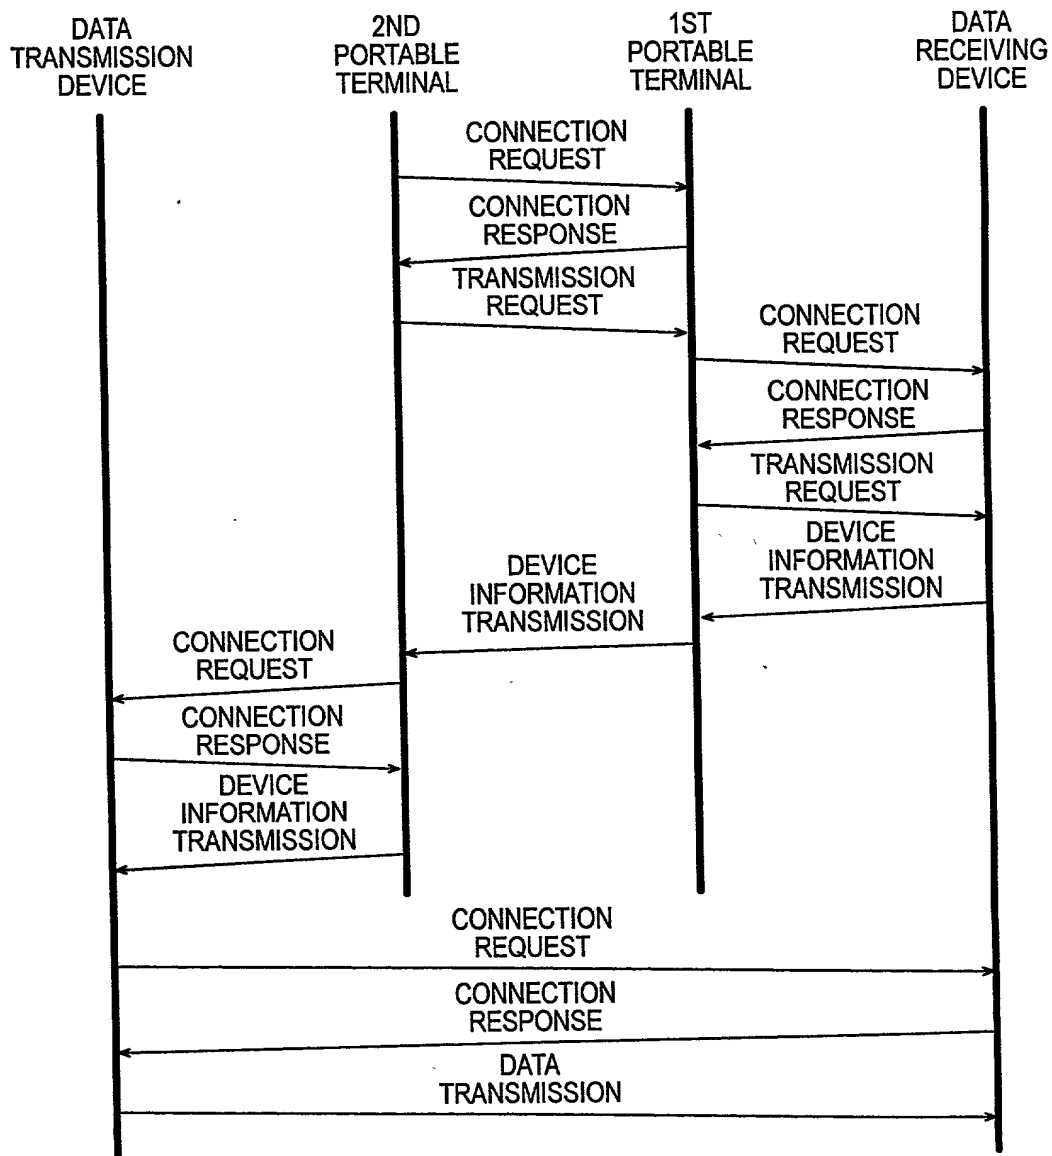 DATA
TRANSMISSION
DEVICE
2ND
PORTABLE
TERMINAL
1ST
PORTABLE
TERMINAL
DATA
RECEIVING
DEVICE
CONNECTION
REQUEST
CONNECTION
RESPONSE
TRANSMISSION
REQUEST
CONNECTION
REQUEST
CONNECTION
RESPONSE
TRANSMISSION
REQUEST
DEVICE
INFORMATION
TRANSMISSION
DEVICE
INFORMATION
TRANSMISSION
CONNECTION
REQUEST
CONNECTION
RESPONSE
DEVICE
INFORMATION
TRANSMISSION
CONNECTION
REQUEST
CONNECTION
RESPONSE
DATA
TRANSMISSION